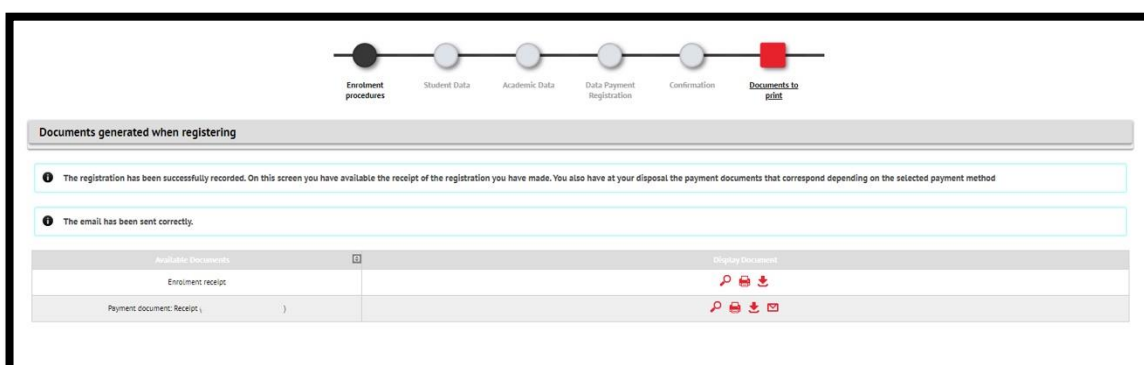 Enrolment
procedures
Student Data
Academic Data
Data Payment
Registration
Confirmation
Documents to
print
Documents generated when registering
The registration has been successfully recorded. On this screen you have available the receipt of the registration you have made. You also have at your disposal the payment documents that correspond depending on the selected payment method
The email has been sent correctly.
Available Documents Display Document
Enrolment receipt
Payment document: Receipt ( )